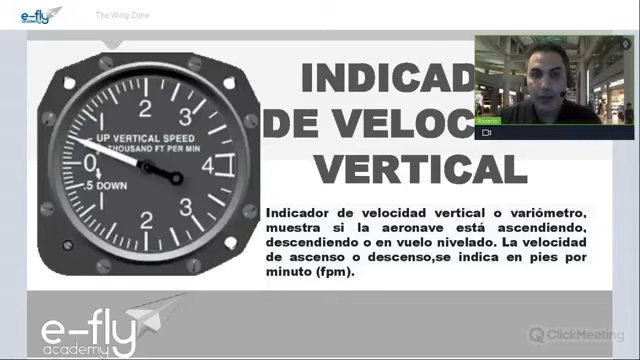 e-fly
academy
The Wing Zone
INDICAD
DE VELOC
VERTICAL
Roberto
2 3
UP VERTICAL SPEED
THOUSAND FT PER MIN
0 4
.5 DOWN
2 3
Indicador de velocidad vertical o variómetro,
muestra si la aeronave está ascendiendo,
descendiendo o en vuelo nivelado. La velocidad
de ascenso o descenso,se indica en pies por
minuto (fpm).
e-fly
academy
ClickMeeting